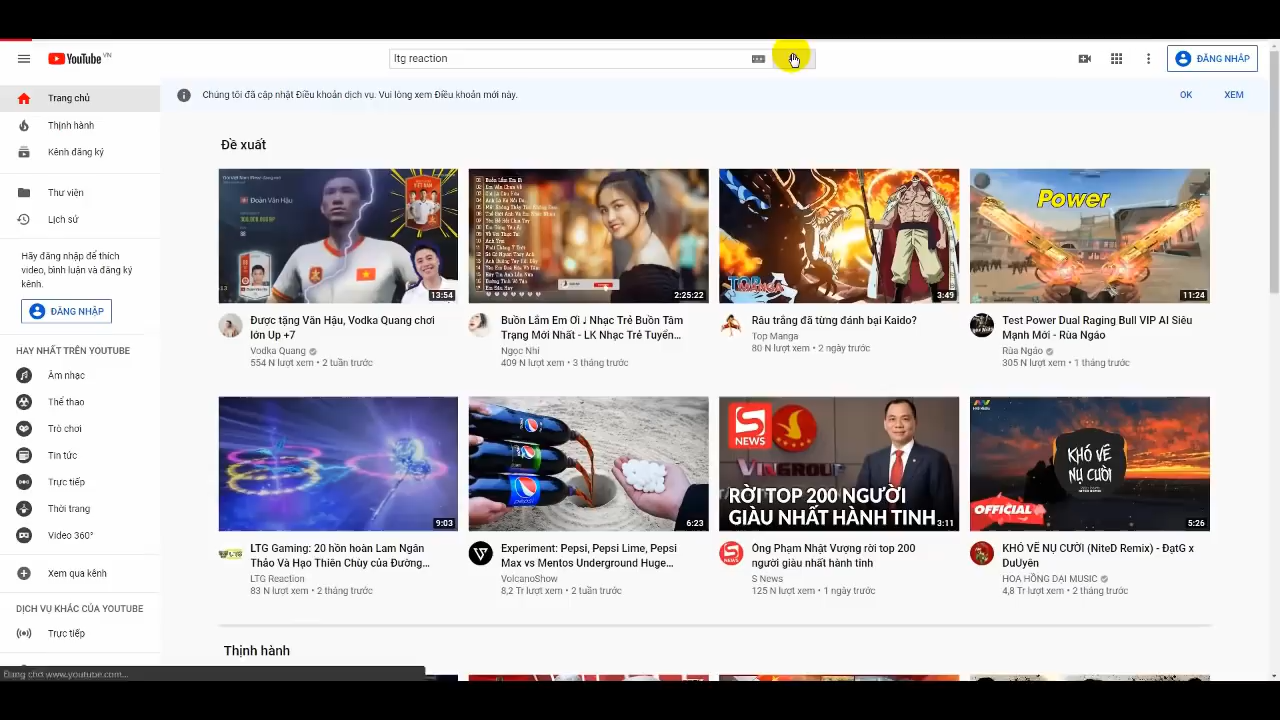 YouTube VN
ltg reaction
ĐĂNG NHẬP
Trang chủ
Thịnh hành
Kênh đăng ký
Thư viện
Lịch sử
Hãy đăng nhập để thích
video, bình luận và đăng ký
kênh.
ĐĂNG NHẬP
HAY NHẤT TRÊN YOUTUBE
Âm nhạc
Thể thao
Trò chơi
Tin tức
Trực tiếp
Thời trang
Video 360°
Xem qua kênh
DỊCH VỤ KHÁC CỦA YOUTUBE
Trực tiếp
Chúng tôi đã cập nhật Điều khoản dịch vụ. Vui lòng xem Điều khoản mới này.
OK
XEM
Đề xuất
Đoàn Văn Hậu
13:54
2:25:22
TOP
3:49
Power
11:24
Được tặng Văn Hậu, Vodka Quang chơi
lớn Up +7
Vodka Quang
554 N lượt xem • 2 tuần trước
Buồn Lắm Em Ơi ♩ Nhạc Trẻ Buồn Tâm
Trạng Mới Nhất - LK Nhạc Trẻ Tuyển...
Ngọc Nhi
409 N lượt xem • 3 tháng trước
Râu trắng đã từng đánh bại Kaido?
Top Manga
80 N lượt xem • 2 ngày trước
Test Power Dual Raging Bull VIP AI Siêu
Mạnh Mới - Rùa Ngáo
Rùa Ngáo
305 N lượt xem • 1 tháng trước
9:03
pepsi
6:23
S
NEWS
VINGROUP
RỜI TOP 200 NGƯỜI
GIÀU NHẤT HÀNH TINH
3:11
KHÓ VẼ
NỤ CƯỜI
OFFICIAL
5:26
LTG Gaming: 20 hồn hoàn Lam Ngân
Thảo Và Hạo Thiên Chùy của Đường...
LTG Reaction
83 N lượt xem • 2 tháng trước
Experiment: Pepsi, Pepsi Lime, Pepsi
Max vs Mentos Underground Huge...
VolcanoShow
8,2 Tr lượt xem • 2 tuần trước
Ông Phạm Nhật Vượng rời top 200
người giàu nhất hành tinh
S News
125 N lượt xem • 1 ngày trước
KHÓ VẼ NỤ CƯỜI (NiteD Remix) - ĐạtG x
DuUyên
HOA HỒNG DẠI MUSIC
4,8 Tr lượt xem • 2 tháng trước
Thịnh hành
Đang chờ www.youtube.com...